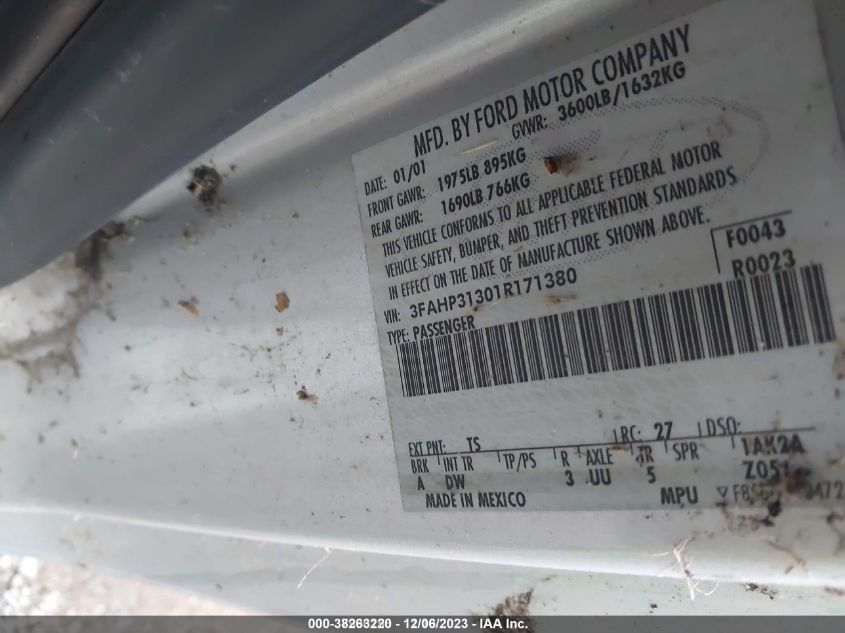 MFD. BY FORD MOTOR COMPANY
DATE: 01/01 GVWR: 3600LB/1632KG
FRONT GAWR: 1975LB 895KG
REAR GAWR: 1690LB 766KG
THIS VEHICLE CONFORMS TO ALL APPLICABLE FEDERAL MOTOR
VEHICLE SAFETY, BUMPER, AND THEFT PREVENTION STANDARDS
IN EFFECT ON THE DATE OF MANUFACTURE SHOWN ABOVE.
VIN: 3FAHP31301R171380 F0043
TYPE: PASSENGER R0023
EXT PNT: TS RC: 27 DSO:
BRK INT TR TP/PS R AXLE TR SPR 1AK2A
A DW 3 UU 5 Z051
MADE IN MEXICO MPU
000-38263220 - 12/06/2023 - IAA Inc.